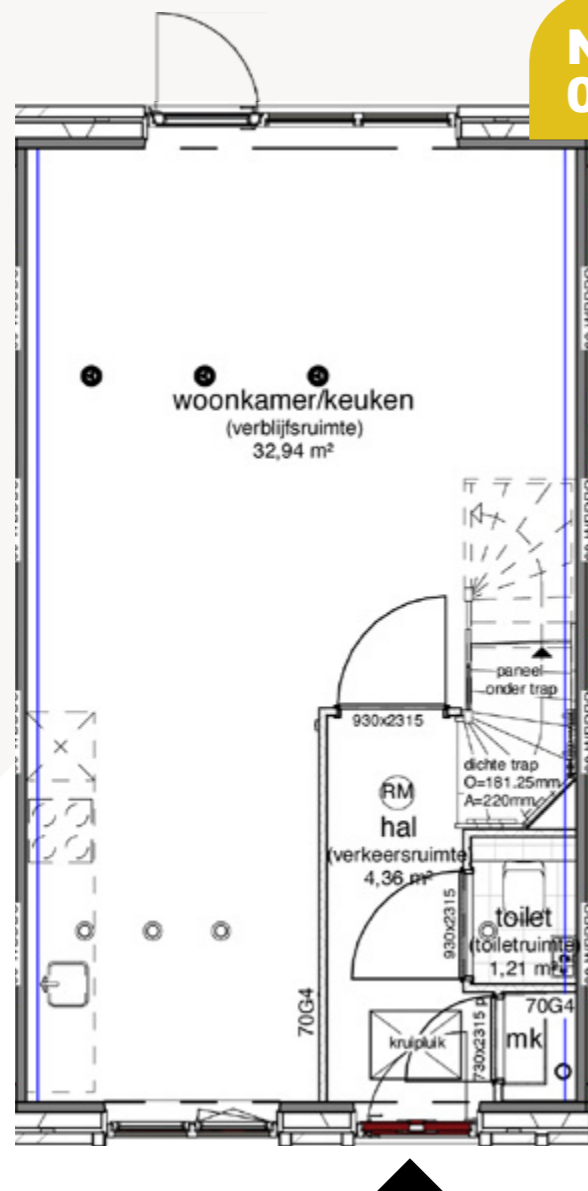 N
0
woonkamer/keuken
(verblijfsruimte)
32,94 m²
paneel
onder trap
930x2315
dichte trap
O=181.25mm
A=220mm
RM
hal
(verkeersruimte)
4,36 m²
930x2315
toilet
(toiletruimte)
1,21 m²
70G4
70G4
kruipluik
730x2315 p
mk